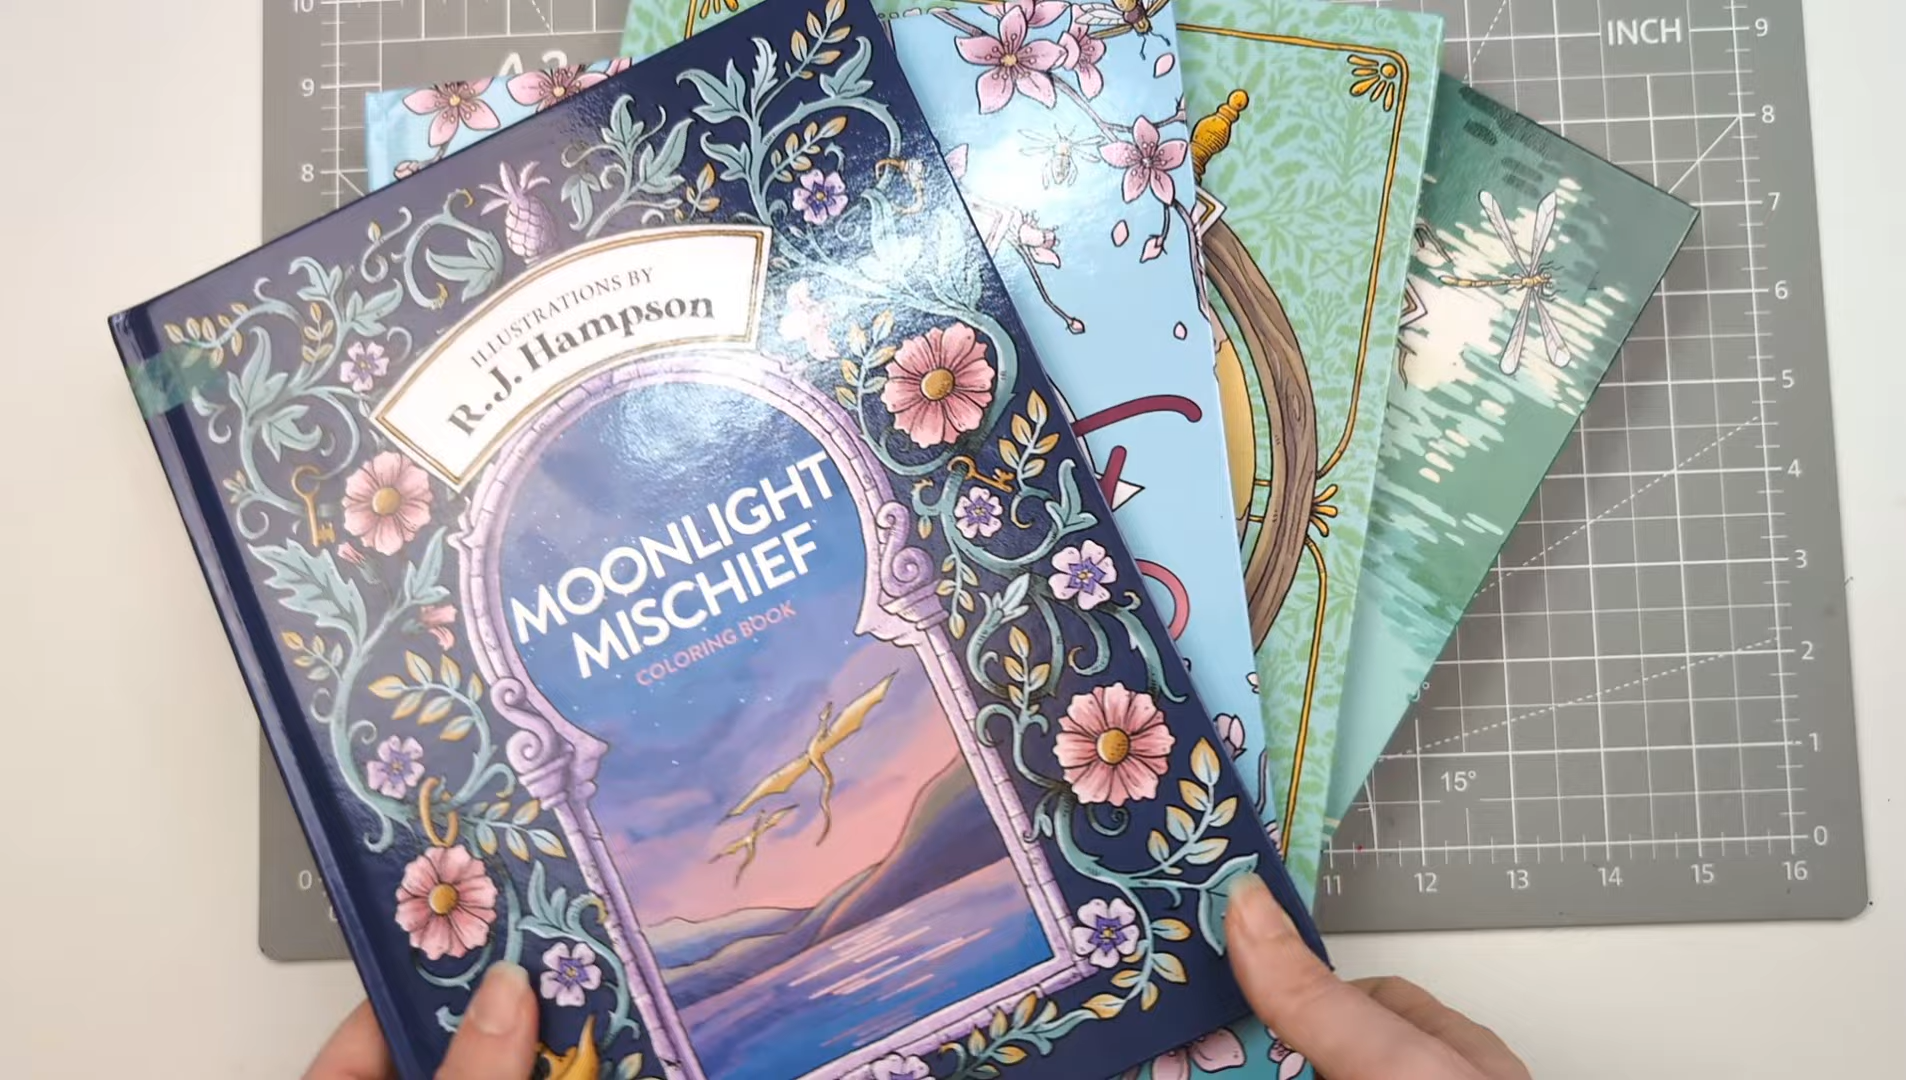 ILLUSTRATIONS BY
R. J. Hampson
MOONLIGHT
MISCHIEF
COLORING BOOK
INCH
10
9
8
0
9
8
7
6
5
4
3
2
1
0
11 12 13 14 15 16
15°